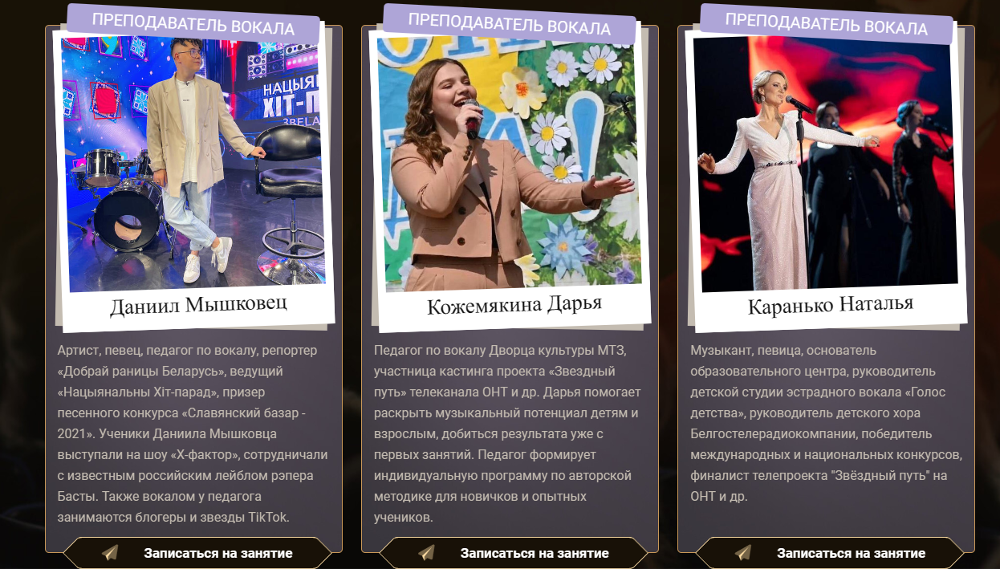 ПРЕПОДАВАТЕЛЬ ВОКАЛА
НАЦЫЯ
ХІТ-П
Даниил Мышковец
Артист, певец, педагог по вокалу, репортер
«Добрай раницы Беларусь», ведущий
«Нацыянальны Хіт-парад», призер
песенного конкурса «Славянский базар -
2021». Ученики Даниила Мышковца
выступали на шоу «Х-фактор», сотрудничали
с известным российским лейблом рэпера
Басты. Также вокалом у педагога
занимаются блогеры и звезды TikTok.
Записаться на занятие
ПРЕПОДАВАТЕЛЬ ВОКАЛА
Кожемякина Дарья
Педагог по вокалу Дворца культуры МТЗ,
участница кастинга проекта «Звездный
путь» телеканала ОНТ и др. Дарья помогает
раскрыть музыкальный потенциал детям и
взрослым, добиться результата уже с
первых занятий. Педагог формирует
индивидуальную программу по авторской
методике для новичков и опытных
учеников.
Записаться на занятие
ПРЕПОДАВАТЕЛЬ ВОКАЛА
Каранько Наталья
Музыкант, певица, основатель
образовательного центра, руководитель
детской студии эстрадного вокала «Голос
детства», руководитель детского хора
Белгостелерадиокомпании, победитель
международных и национальных конкурсов,
финалист телепроекта "Звёздный путь" на
ОНТ и др.
Записаться на занятие